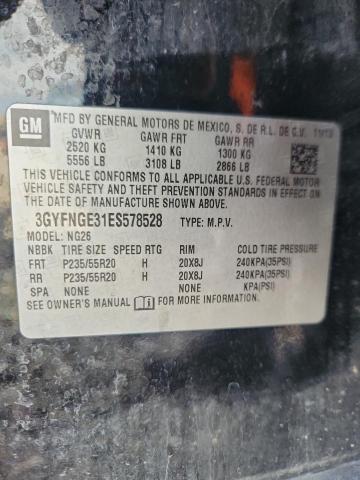 GM
MFD BY GENERAL MOTORS DE MEXICO, S. DE R.L. DE C.V. 11/13
GVWR GAWR FRT GAWR RR
2520 KG 1410 KG 1300 KG
5556 LB 3108 LB 2866 LB
THIS VEHICLE CONFORMS TO ALL APPLICABLE U.S. FEDERAL MOTOR
VEHICLE SAFETY AND THEFT PREVENTION STANDARDS IN EFFECT ON
THE DATE OF MANUFACTURE SHOWN ABOVE.
3GYFNGE31ES578528 TYPE: M.P.V.
MODEL: NG26
NBBK TIRE SIZE SPEED RTG RIM COLD TIRE PRESSURE
FRT P235/55R20 H 20X8J 240KPA(35PSI)
RR P235/55R20 H 20X8J 240KPA(35PSI)
SPA NONE NONE KPA(PSI)
SEE OWNER'S MANUAL FOR ADDITIONAL INFORMATION.